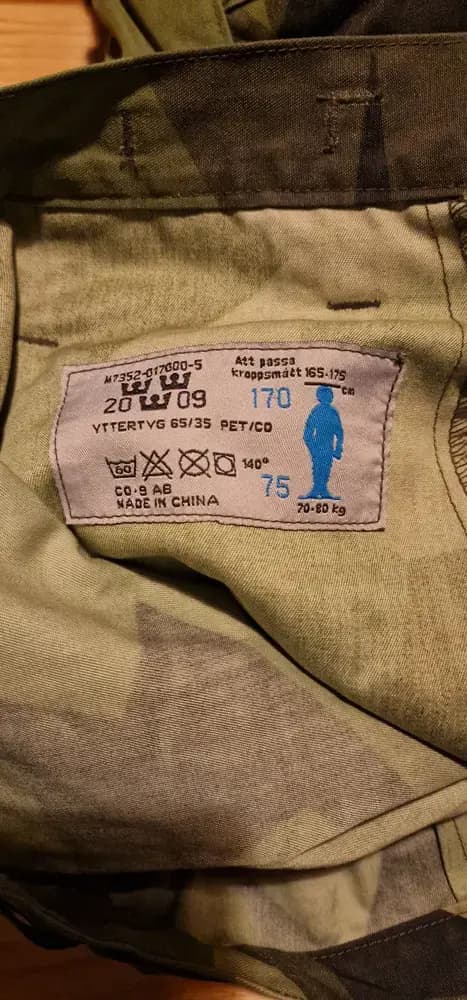 M7352-017000-5
20 09
YTTERTYG 65/35 PET/CO
60
140°
CO·9 AB
MADE IN CHINA
Att passa
kroppsmått 165-175
cm
170
75
70-80 kg